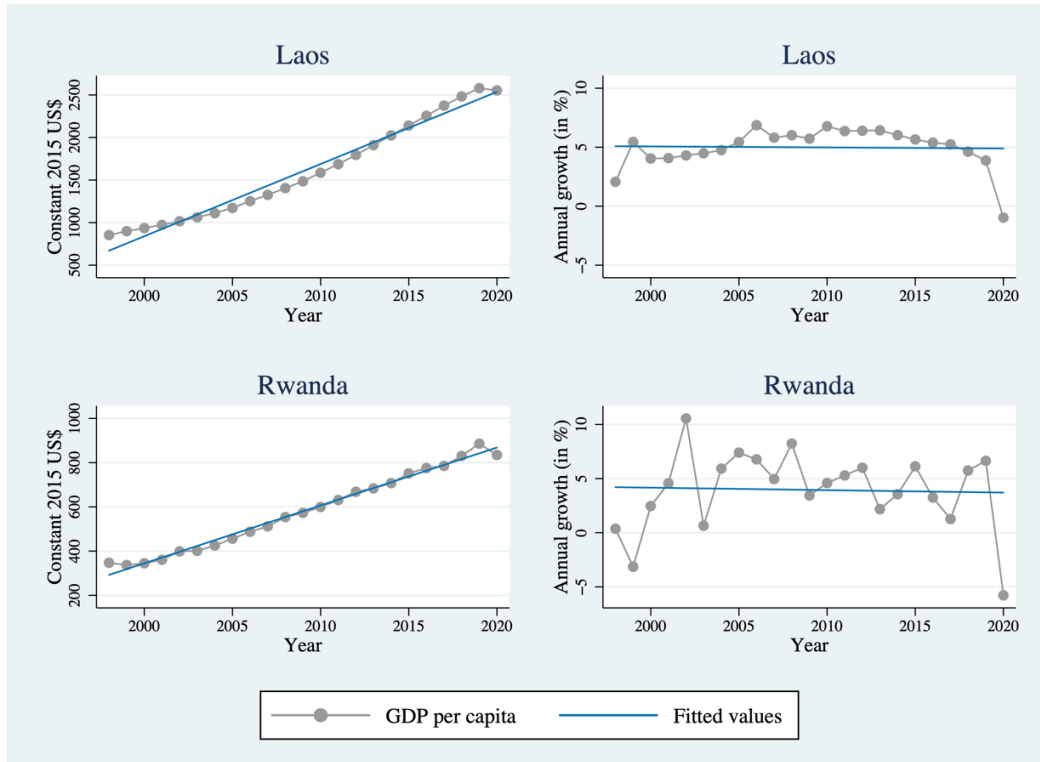 Laos
Constant 2015 US$
2500
2000
1500
1000
500
2000 2005 2010 2015 2020
Year
Laos
Annual growth (in %)
10
5
0
−5
2000 2005 2010 2015 2020
Year
Rwanda
Constant 2015 US$
1000
800
600
400
200
2000 2005 2010 2015 2020
Year
Rwanda
Annual growth (in %)
10
5
0
−5
2000 2005 2010 2015 2020
Year
GDP per capita Fitted values